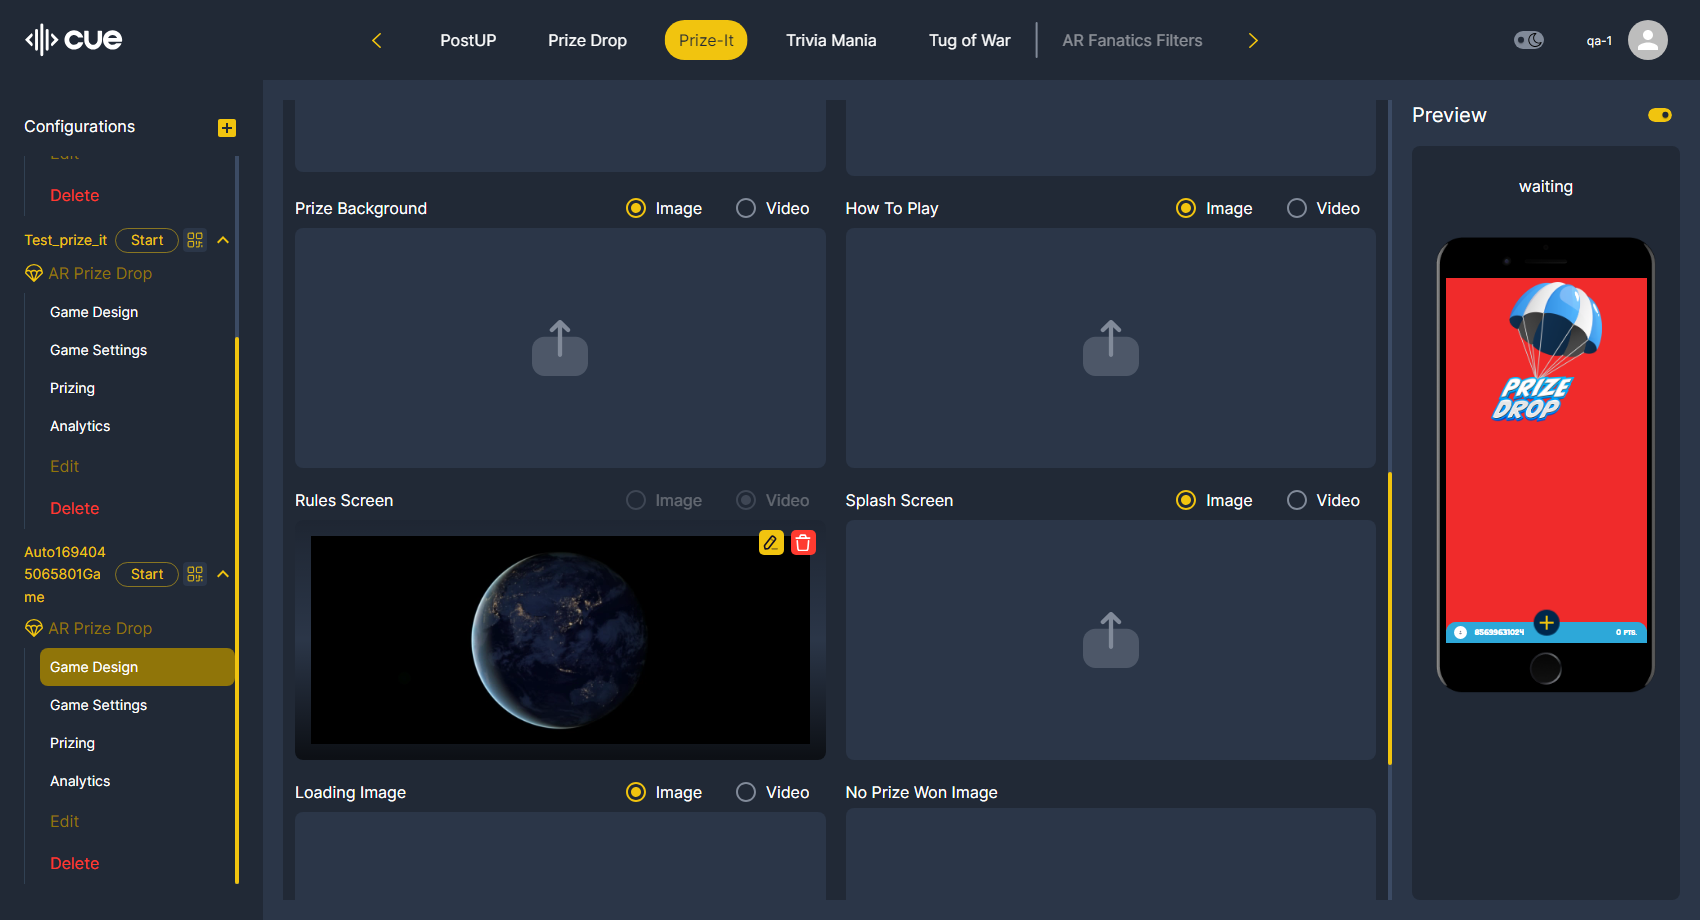 cue
PostUP
Prize Drop
Prize-It
Trivia Mania
Tug of War
AR Fanatics Filters
qa-1
Configurations
Edit
Delete
Test_prize_it
Start
AR Prize Drop
Game Design
Game Settings
Prizing
Analytics
Edit
Delete
Auto169404
5065801Ga
me
Start
AR Prize Drop
Game Design
Game Settings
Prizing
Analytics
Edit
Delete
Prize Background
Image
Video
How To Play
Image
Video
Rules Screen
Image
Video
Splash Screen
Image
Video
Loading Image
Image
Video
No Prize Won Image
Preview
waiting
PRIZE
DROP
85699631024
0 PTS.